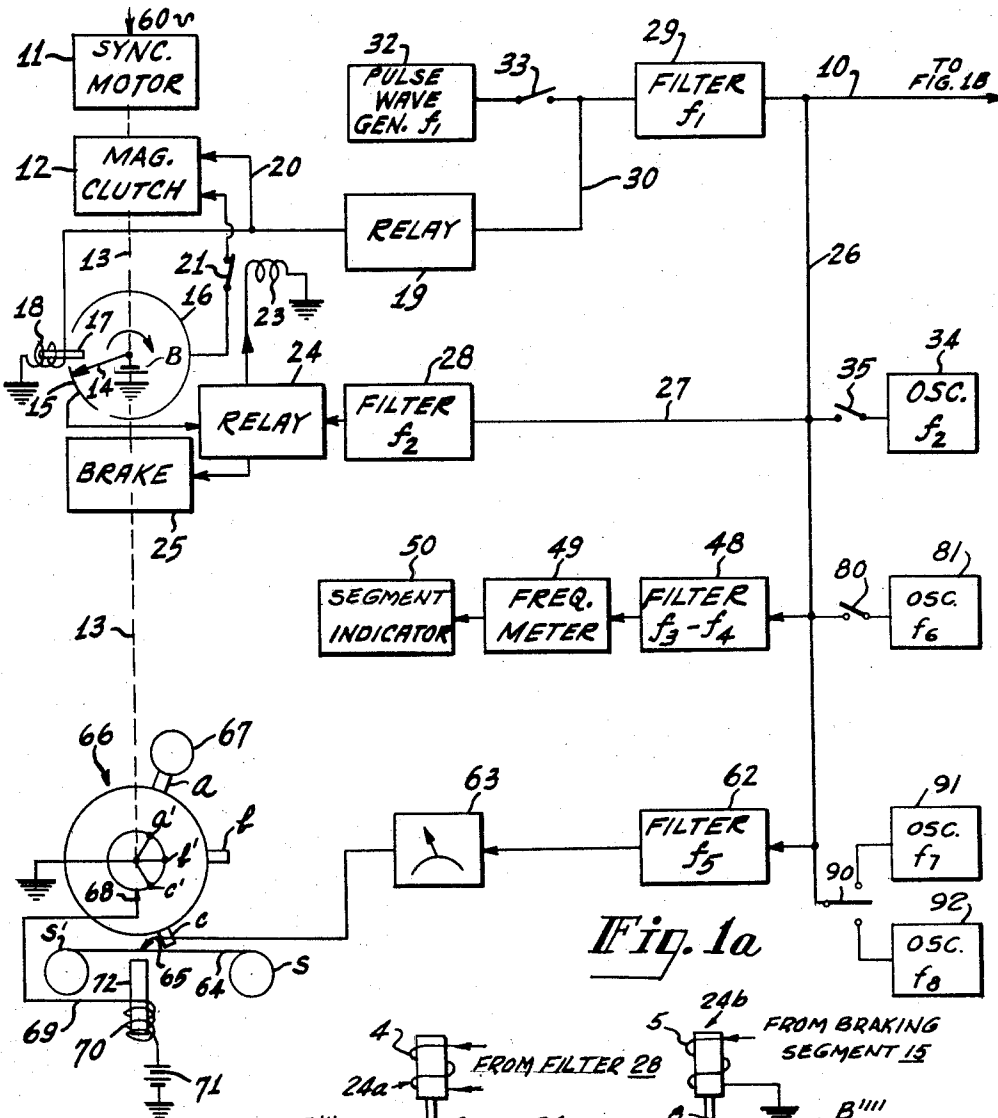 60~
11
SYNC.
MOTOR
32
PULSE
WAVE
GEN. f1
33
29
FILTER
f1
10
TO
FIG. 1B
12
MAG.
CLUTCH
20
30
RELAY
19
13
21
16
23
26
18
17
B
14
15
24
RELAY
28
FILTER
f2
27
35
34
OSC.
f2
BRAKE
25
50
SEGMENT
INDICATOR
49
FREQ.
METER
48
FILTER
f3-f4
80
81
OSC.
f6
13
66
67
a
b
a'
b'
c'
68
c
63
62
FILTER
f5
91
OSC.
f7
90
92
OSC.
f8
Fig. 1a
s'
65
64
S
72
69
70
71
4
24a
FROM FILTER 28
24b
5
FROM BRAKING
SEGMENT 15
B''''